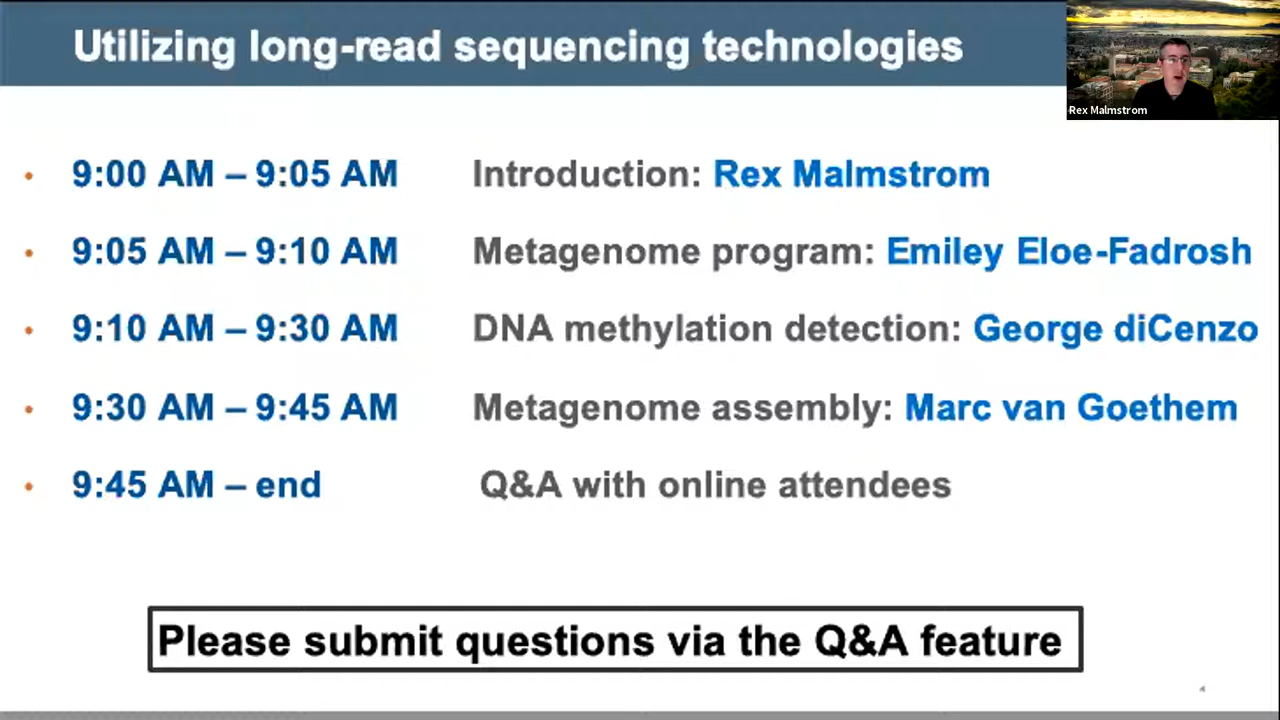 Utilizing long-read sequencing technologies
Rex Malmstrom
• 9:00 AM – 9:05 AM Introduction: Rex Malmstrom
• 9:05 AM – 9:10 AM Metagenome program: Emiley Eloe-Fadrosh
• 9:10 AM – 9:30 AM DNA methylation detection: George diCenzo
• 9:30 AM – 9:45 AM Metagenome assembly: Marc van Goethem
• 9:45 AM – end Q&A with online attendees
Please submit questions via the Q&A feature
4